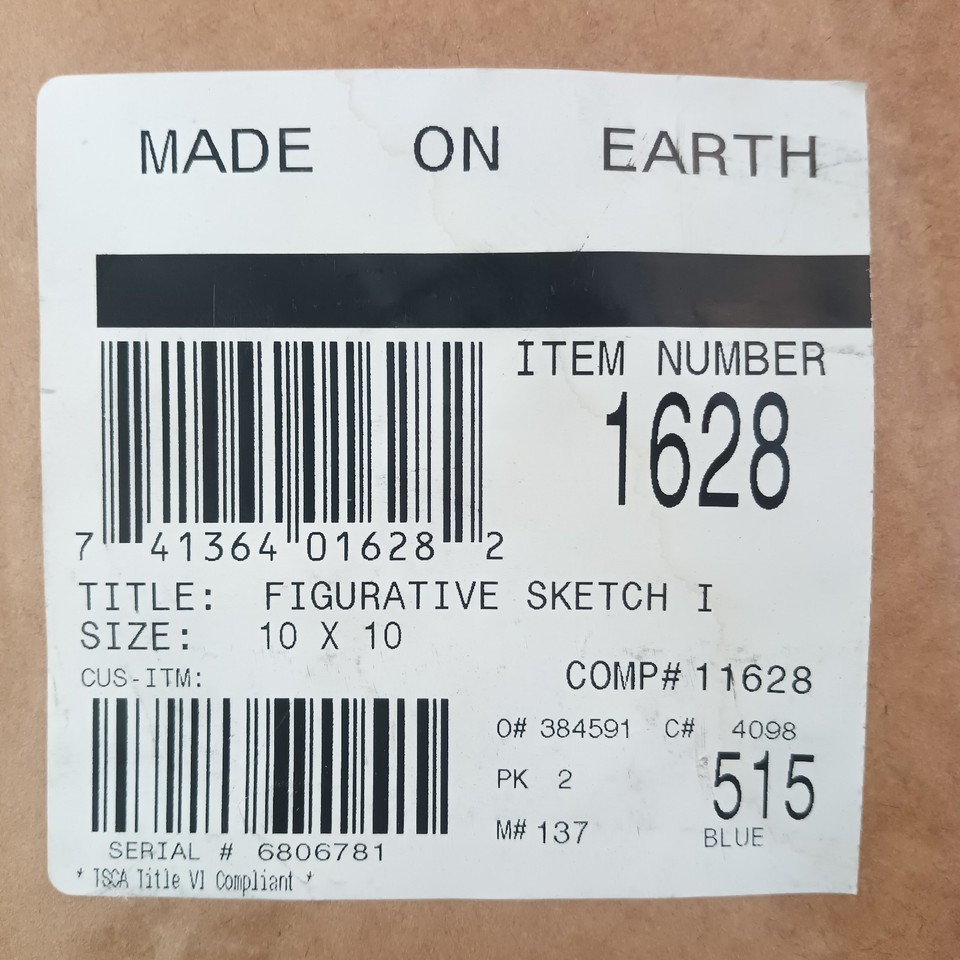 MADE ON EARTH
ITEM NUMBER
1628
7 41364 01628 2
TITLE: FIGURATIVE SKETCH I
SIZE: 10 X 10
CUS-ITM:
COMP# 11628
O# 384591 C# 4098
PK 2
515
M# 137
BLUE
SERIAL # 6806781
* TSCA Title VI Compliant *